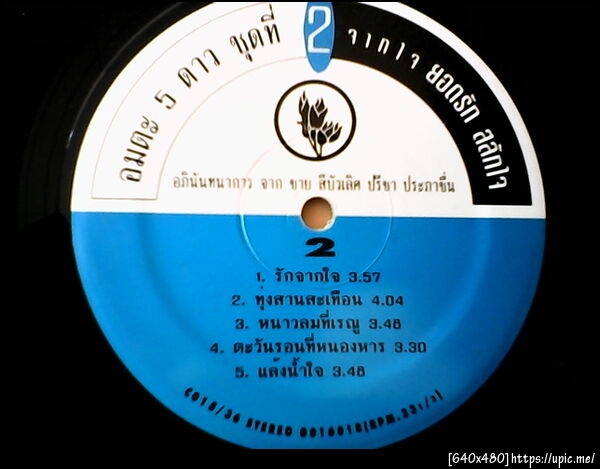 อมตะ 5 ดาว ชุดที่ 2 จากใจ ยอดรัก สลักใจ
อภินันทนาการ จาก ชาย สีบัวเลิศ ปรีชา ประภาชื่น
2
1. รักจากใจ 3.57
2. ทุ่งสานสะเทือน 4.04
3. หนาวลมที่เรณู 3.48
4. ตะวันรอนที่หนองหาร 3.30
5. แล้งน้ำใจ 3.48
STEREO
[640x480]https://upic.me/